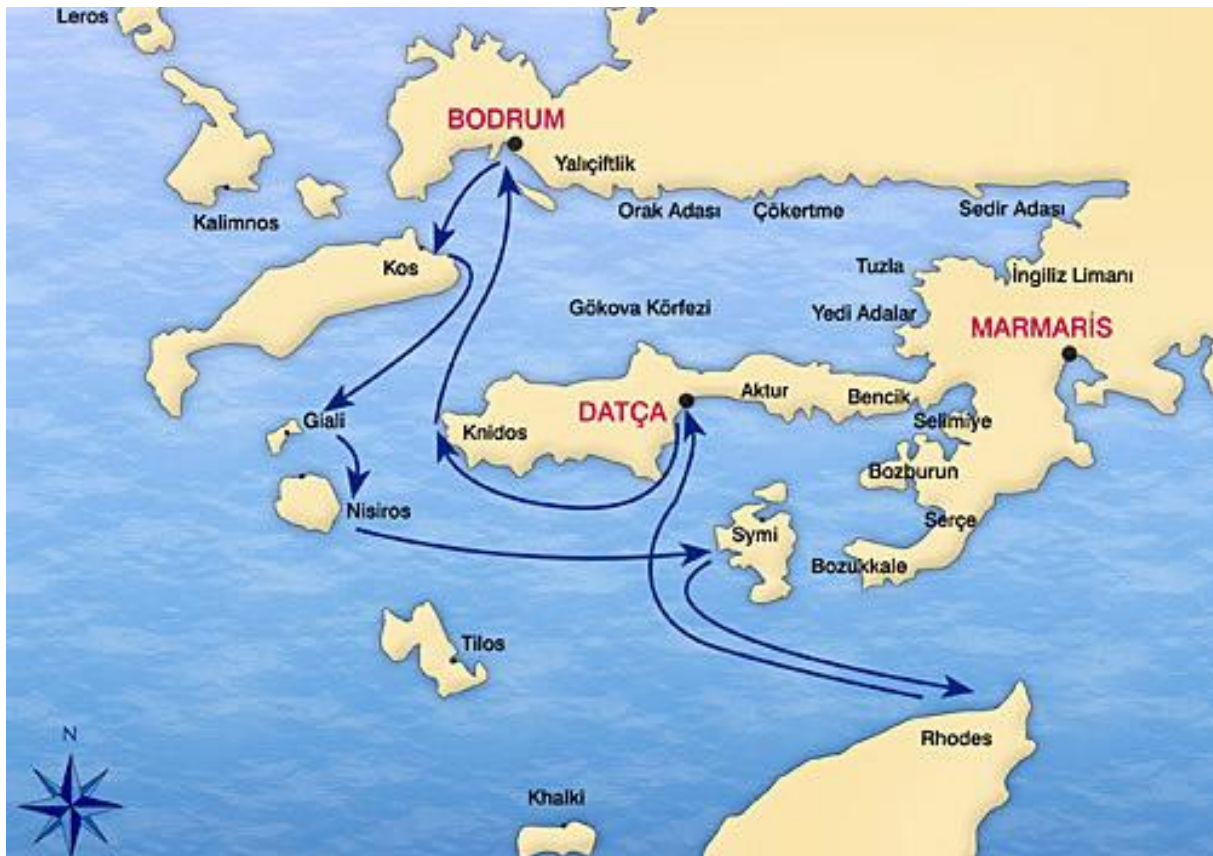 Leros
BODRUM
Yalıçiftlik
Kalimnos
Orak Adası
Çökertme
Sedir Adası
Kos
Tuzla
İngiliz Limanı
Gökova Körfezi
Yedi Adalar
MARMARİS
Aktur
Bencik
DATÇA
Giali
Knidos
Selimiye
Bozburun
Nisiros
Symi
Serçe
Bozukkale
Tilos
N
Rhodes
Khalki